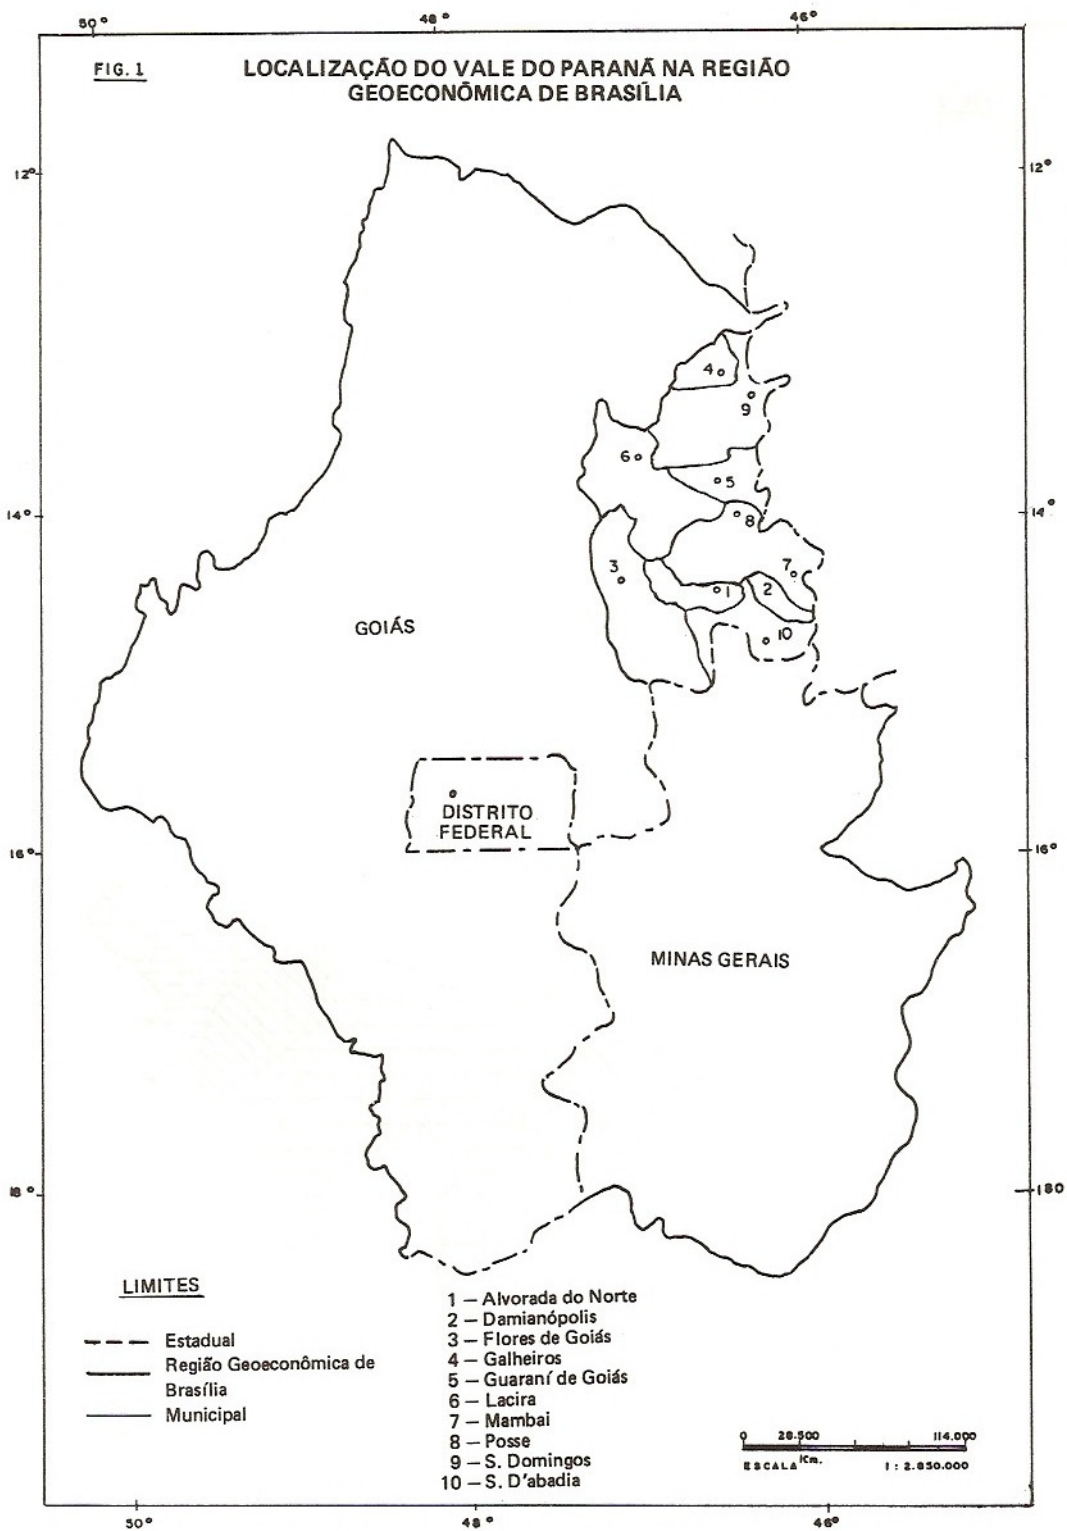 50° 48° 46°
FIG. 1
LOCALIZAÇÃO DO VALE DO PARANÃ NA REGIÃO
GEOECONÔMICA DE BRASÍLIA
12° 12°
4
9
6
5
14° 14°
8
3
7
1 2
GOIÁS
10
DISTRITO
FEDERAL
16° 16°
MINAS GERAIS
18° 180
LIMITES
Estadual
Região Geoeconômica de
Brasília
Municipal
1 — Alvorada do Norte
2 — Damianópolis
3 — Flores de Goiás
4 — Galheiros
5 — Guaraní de Goiás
6 — Lacira
7 — Mambai
8 — Posse
9 — S. Domingos
10 — S. D'abadia
0 28.500 114.000
ESCALA Km. 1 : 2.850.000
50° 48° 46°